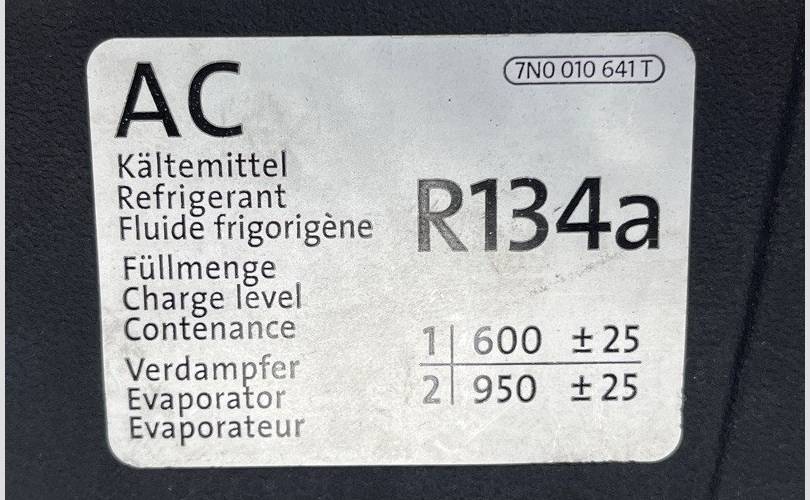 AC
7N0 010 641 T
Kältemittel
Refrigerant
Fluide frigorigène
R134a
Füllmenge
Charge level
Contenance
Verdampfer
Evaporator
Evaporateur
1 | 600 ± 25
2 | 950 ± 25